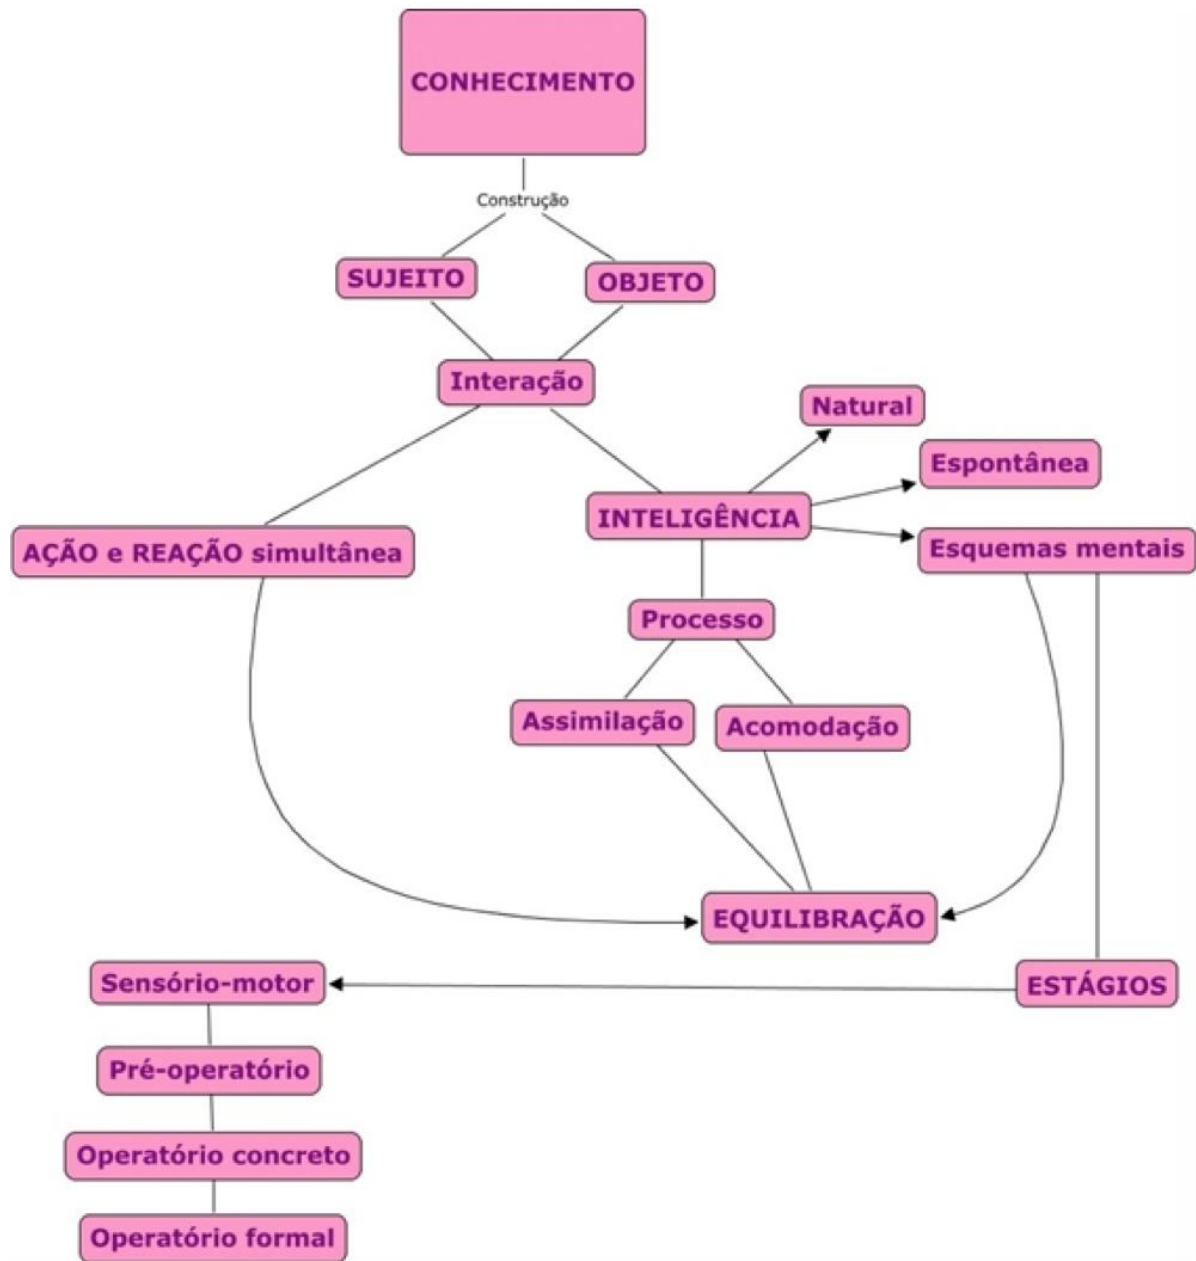 CONHECIMENTO
Construção
SUJEITO
OBJETO
Interação
Natural
Espontânea
INTELIGÊNCIA
AÇÃO e REAÇÃO simultânea
Esquemas mentais
Processo
Assimilação
Acomodação
EQUILIBRAÇÃO
Sensório-motor
ESTÁGIOS
Pré-operatório
Operatório concreto
Operatório formal